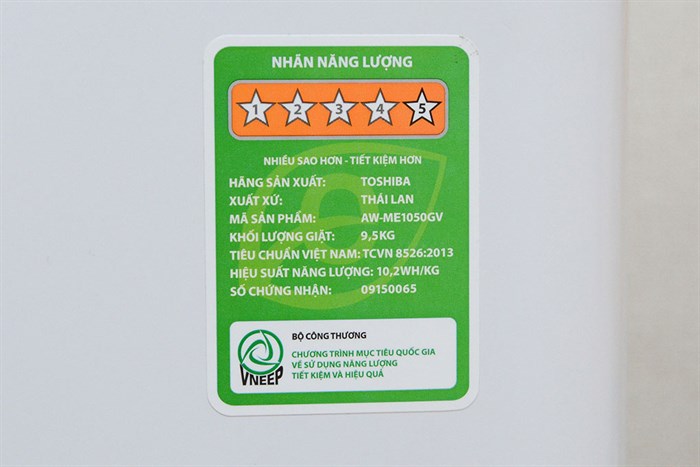 NHÃN NĂNG LƯỢNG
1 2 3 4 5
NHIỀU SAO HƠN - TIẾT KIỆM HƠN
HÃNG SẢN XUẤT: TOSHIBA
XUẤT XỨ: THÁI LAN
MÃ SẢN PHẨM: AW-ME1050GV
KHỐI LƯỢNG GIẶT: 9,5KG
TIÊU CHUẨN VIỆT NAM: TCVN 8526:2013
HIỆU SUẤT NĂNG LƯỢNG: 10,2WH/KG
SỐ CHỨNG NHẬN: 09150065
BỘ CÔNG THƯƠNG
CHƯƠNG TRÌNH MỤC TIÊU QUỐC GIA
VỀ SỬ DỤNG NĂNG LƯỢNG
TIẾT KIỆM VÀ HIỆU QUẢ
VNEEP